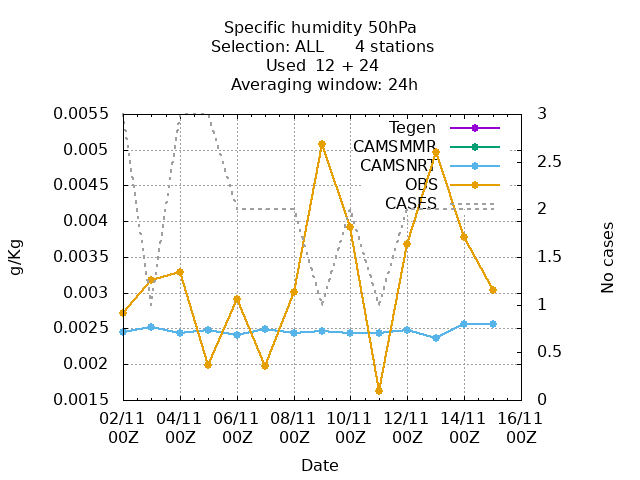 Specific humidity 50hPa
Selection: ALL 4 stations
Used 12 + 24
Averaging window: 24h
0.0055
0.005
0.0045
0.004
0.0035
0.003
0.0025
0.002
0.0015
g/Kg
3
2.5
2
1.5
1
0.5
0
No cases
Tegen
CAMSMMR
CAMSNRT
OBS
CASES
02/11 04/11 06/11 08/11 10/11 12/11 14/11 16/11
00Z 00Z 00Z 00Z 00Z 00Z 00Z 00Z
Date